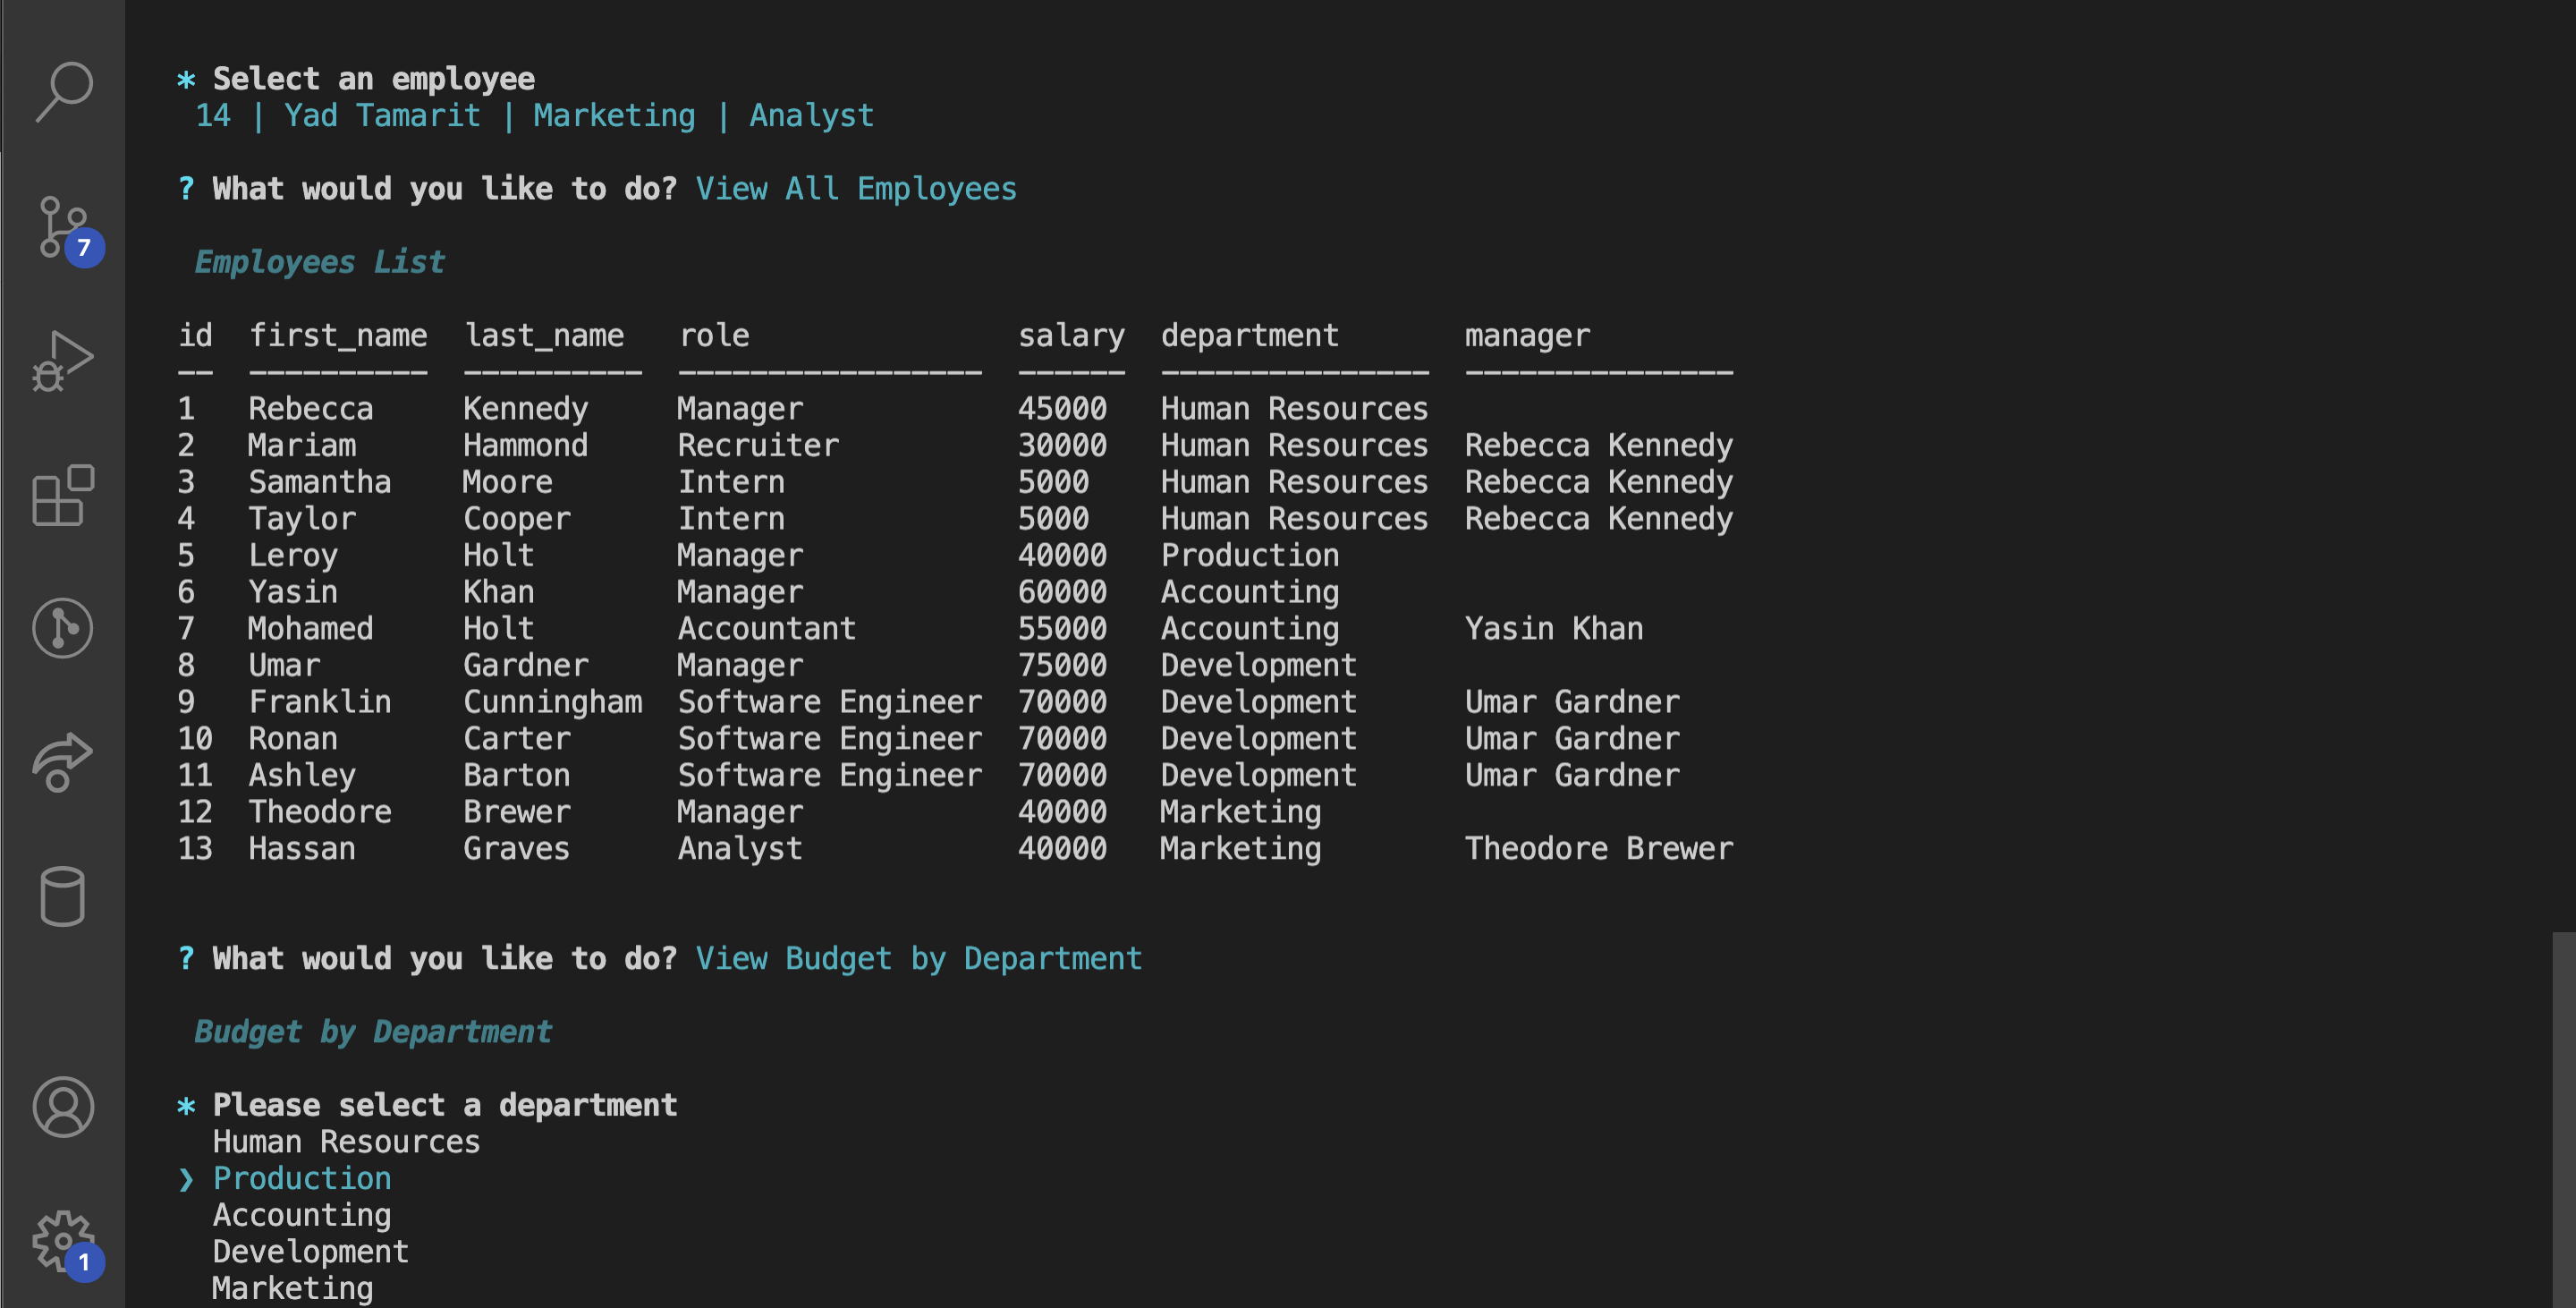 * Select an employee
14 | Yad Tamarit | Marketing | Analyst
? What would you like to do? View All Employees
Employees List
id  first_name  last_name   role               salary  department       manager
--  ----------  ----------  -----------------  ------  ---------------  ---------------
1   Rebecca     Kennedy     Manager            45000   Human Resources
2   Mariam      Hammond     Recruiter          30000   Human Resources  Rebecca Kennedy
3   Samantha    Moore       Intern             5000    Human Resources  Rebecca Kennedy
4   Taylor      Cooper      Intern             5000    Human Resources  Rebecca Kennedy
5   Leroy       Holt        Manager            40000   Production
6   Yasin       Khan        Manager            60000   Accounting
7   Mohamed     Holt        Accountant         55000   Accounting       Yasin Khan
8   Umar        Gardner     Manager            75000   Development
9   Franklin    Cunningham  Software Engineer  70000   Development      Umar Gardner
10  Ronan       Carter      Software Engineer  70000   Development      Umar Gardner
11  Ashley      Barton      Software Engineer  70000   Development      Umar Gardner
12  Theodore    Brewer      Manager            40000   Marketing
13  Hassan      Graves      Analyst            40000   Marketing        Theodore Brewer
? What would you like to do? View Budget by Department
Budget by Department
* Please select a department
Human Resources
❯ Production
Accounting
Development
Marketing
7
1